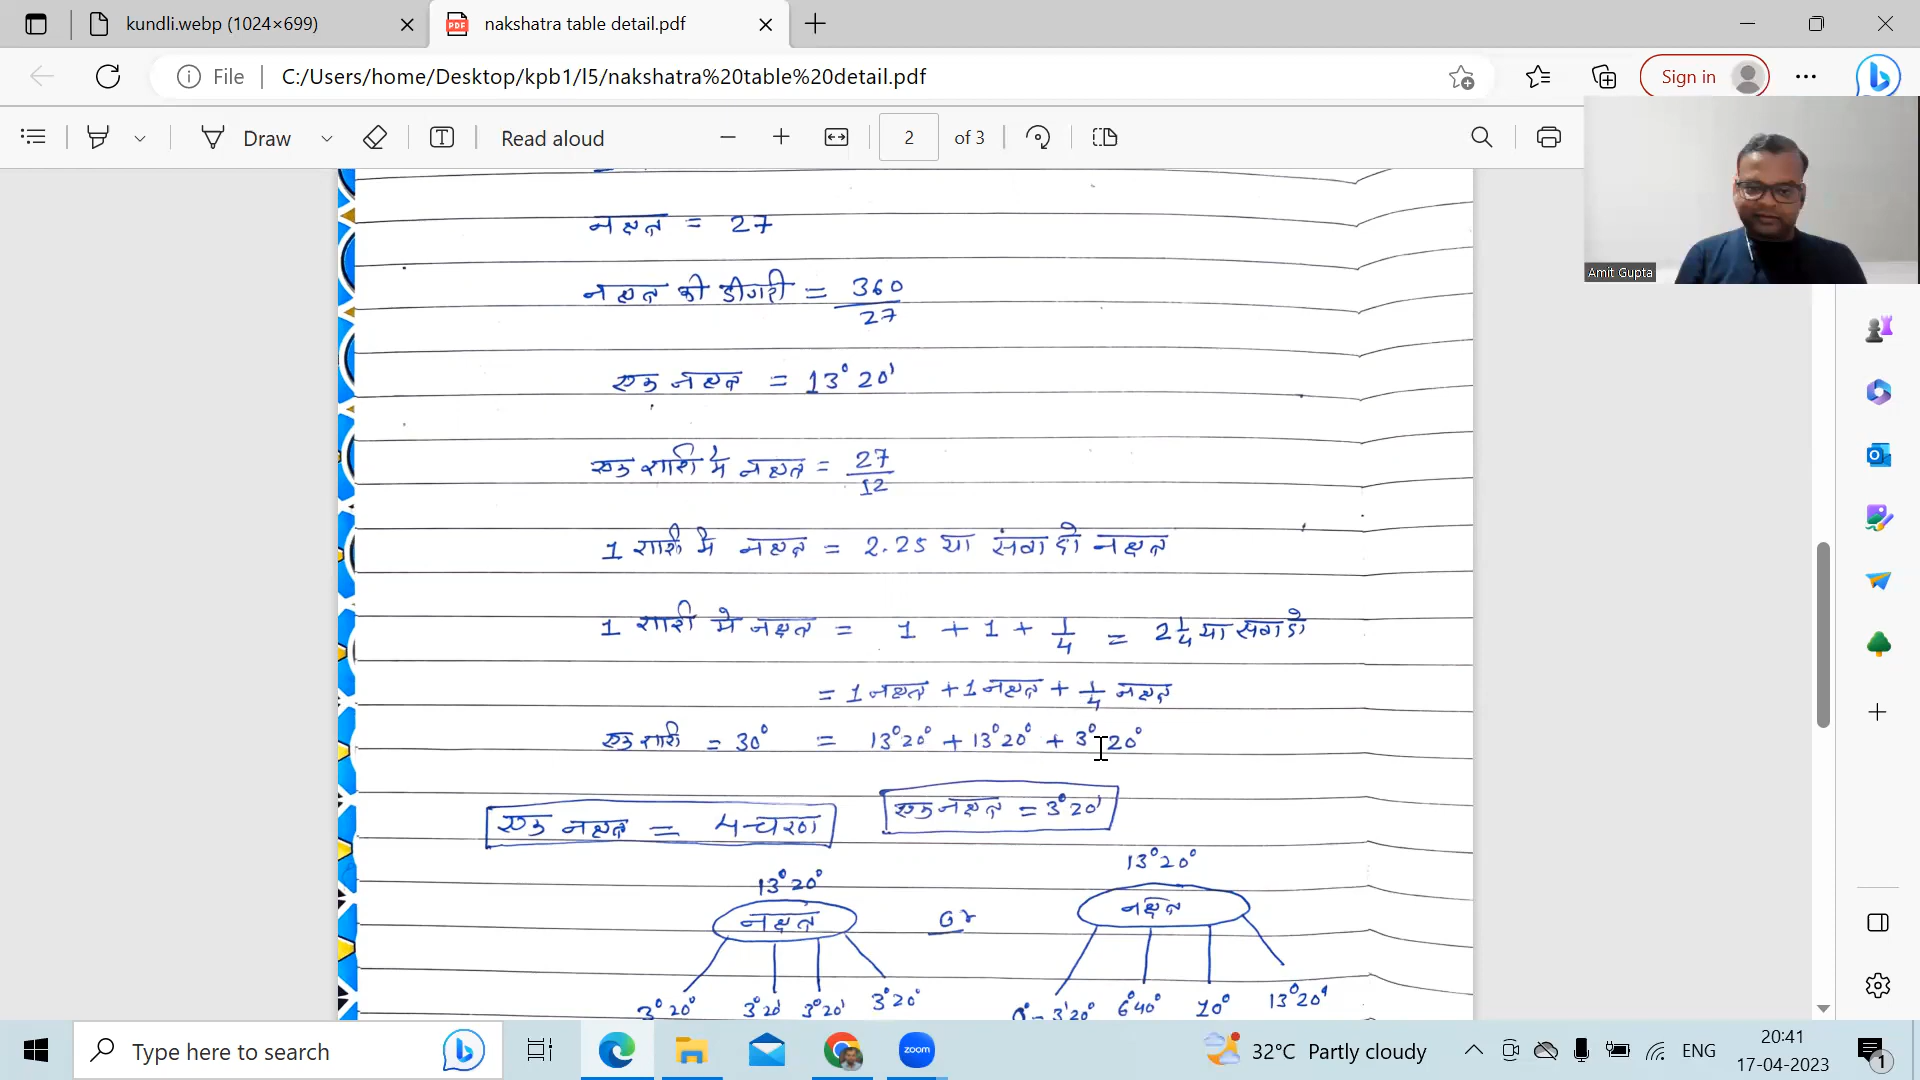 kundli.webp (1024×699)
nakshatra table detail.pdf
File
C:/Users/home/Desktop/kpb1/l5/nakshatra%20table%20detail.pdf
Sign in
Draw
Read aloud
2 of 3
Amit Gupta
नक्षत्र = 27
नक्षत्र की डीगरी = 360/27
एक नक्षत्र = 13° 20'
एक राशि मे नक्षत्र = 27/12
1 राशी मे नक्षत्र = 2.25 या सवा दो नक्षत्र
1 राशी मे नक्षत्र = 1 + 1 + 1/4 = 2 1/4 या सवा दो
= 1 नक्षत्र + 1 नक्षत्र + 1/4 नक्षत्र
एक राशी = 30° = 13°20° + 13°20° + 3°20°
एक नक्षत्र = 4-चरण
एक नक्षत्र = 3°20'
13°20°
13°20°
नक्षत्र
or
नक्षत्र
3°20° 3°20' 3°20' 3°20'
0°- 3°20° 6°40° 10° 13°20'
Type here to search
zoom
32°C Partly cloudy
ENG
20:41
17-04-2023
1